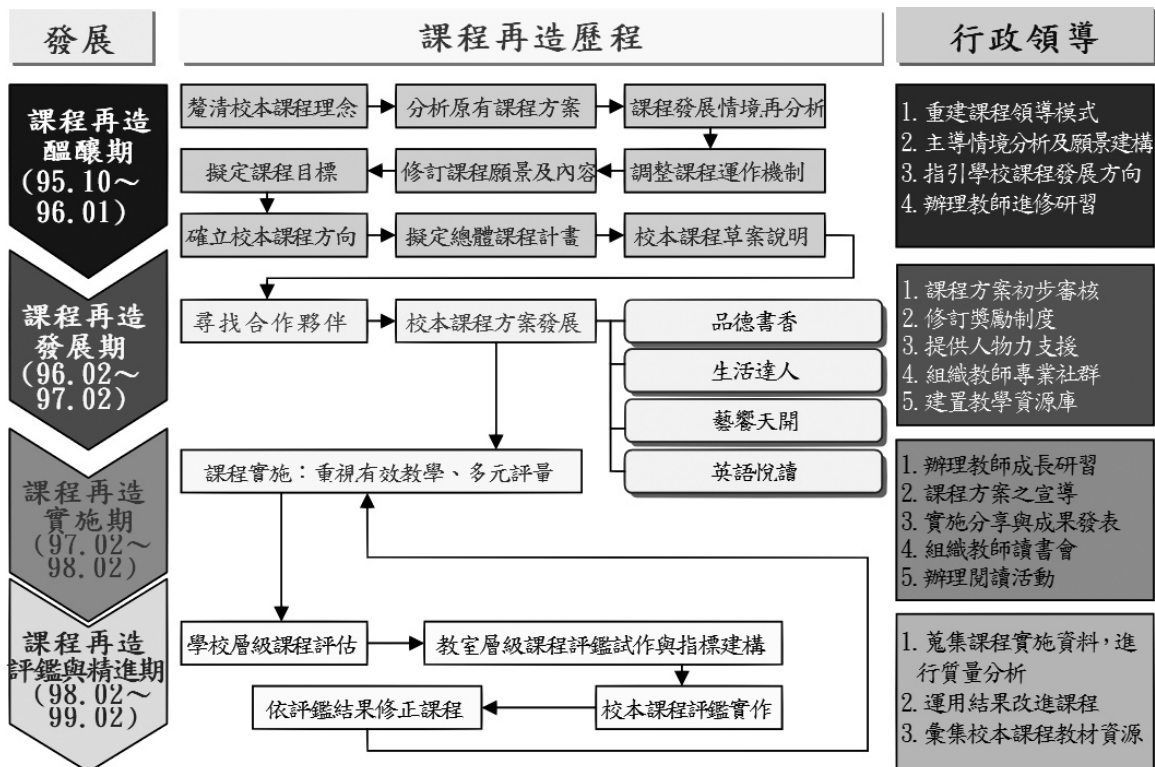 發展
課程再造歷程
行政領導
課程再造
醞釀期
(95.10～
96.01)
釐清校本課程理念
分析原有課程方案
課程發展情境再分析
擬定課程目標
修訂課程願景及內容
調整課程運作機制
確立校本課程方向
擬定總體課程計畫
校本課程草案說明
1. 重建課程領導模式
2. 主導情境分析及願景建構
3. 指引學校課程發展方向
4. 辦理教師進修研習
課程再造
發展期
(96.02～
97.02)
尋找合作夥伴
校本課程方案發展
品德書香
生活達人
藝饗天開
英語悅讀
1. 課程方案初步審核
2. 修訂獎勵制度
3. 提供人物力支援
4. 組織教師專業社群
5. 建置教學資源庫
課程再造
實施期
(97.02～
98.02)
課程實施：重視有效教學、多元評量
1. 辦理教師成長研習
2. 課程方案之宣導
3. 實施分享與成果發表
4. 組織教師讀書會
5. 辦理閱讀活動
課程再造
評鑑與精進期
(98.02～
99.02)
學校層級課程評估
教室層級課程評鑑試作與指標建構
依評鑑結果修正課程
校本課程評鑑實作
1. 蒐集課程實施資料，進
行質量分析
2. 運用結果改進課程
3. 彙集校本課程教材資源